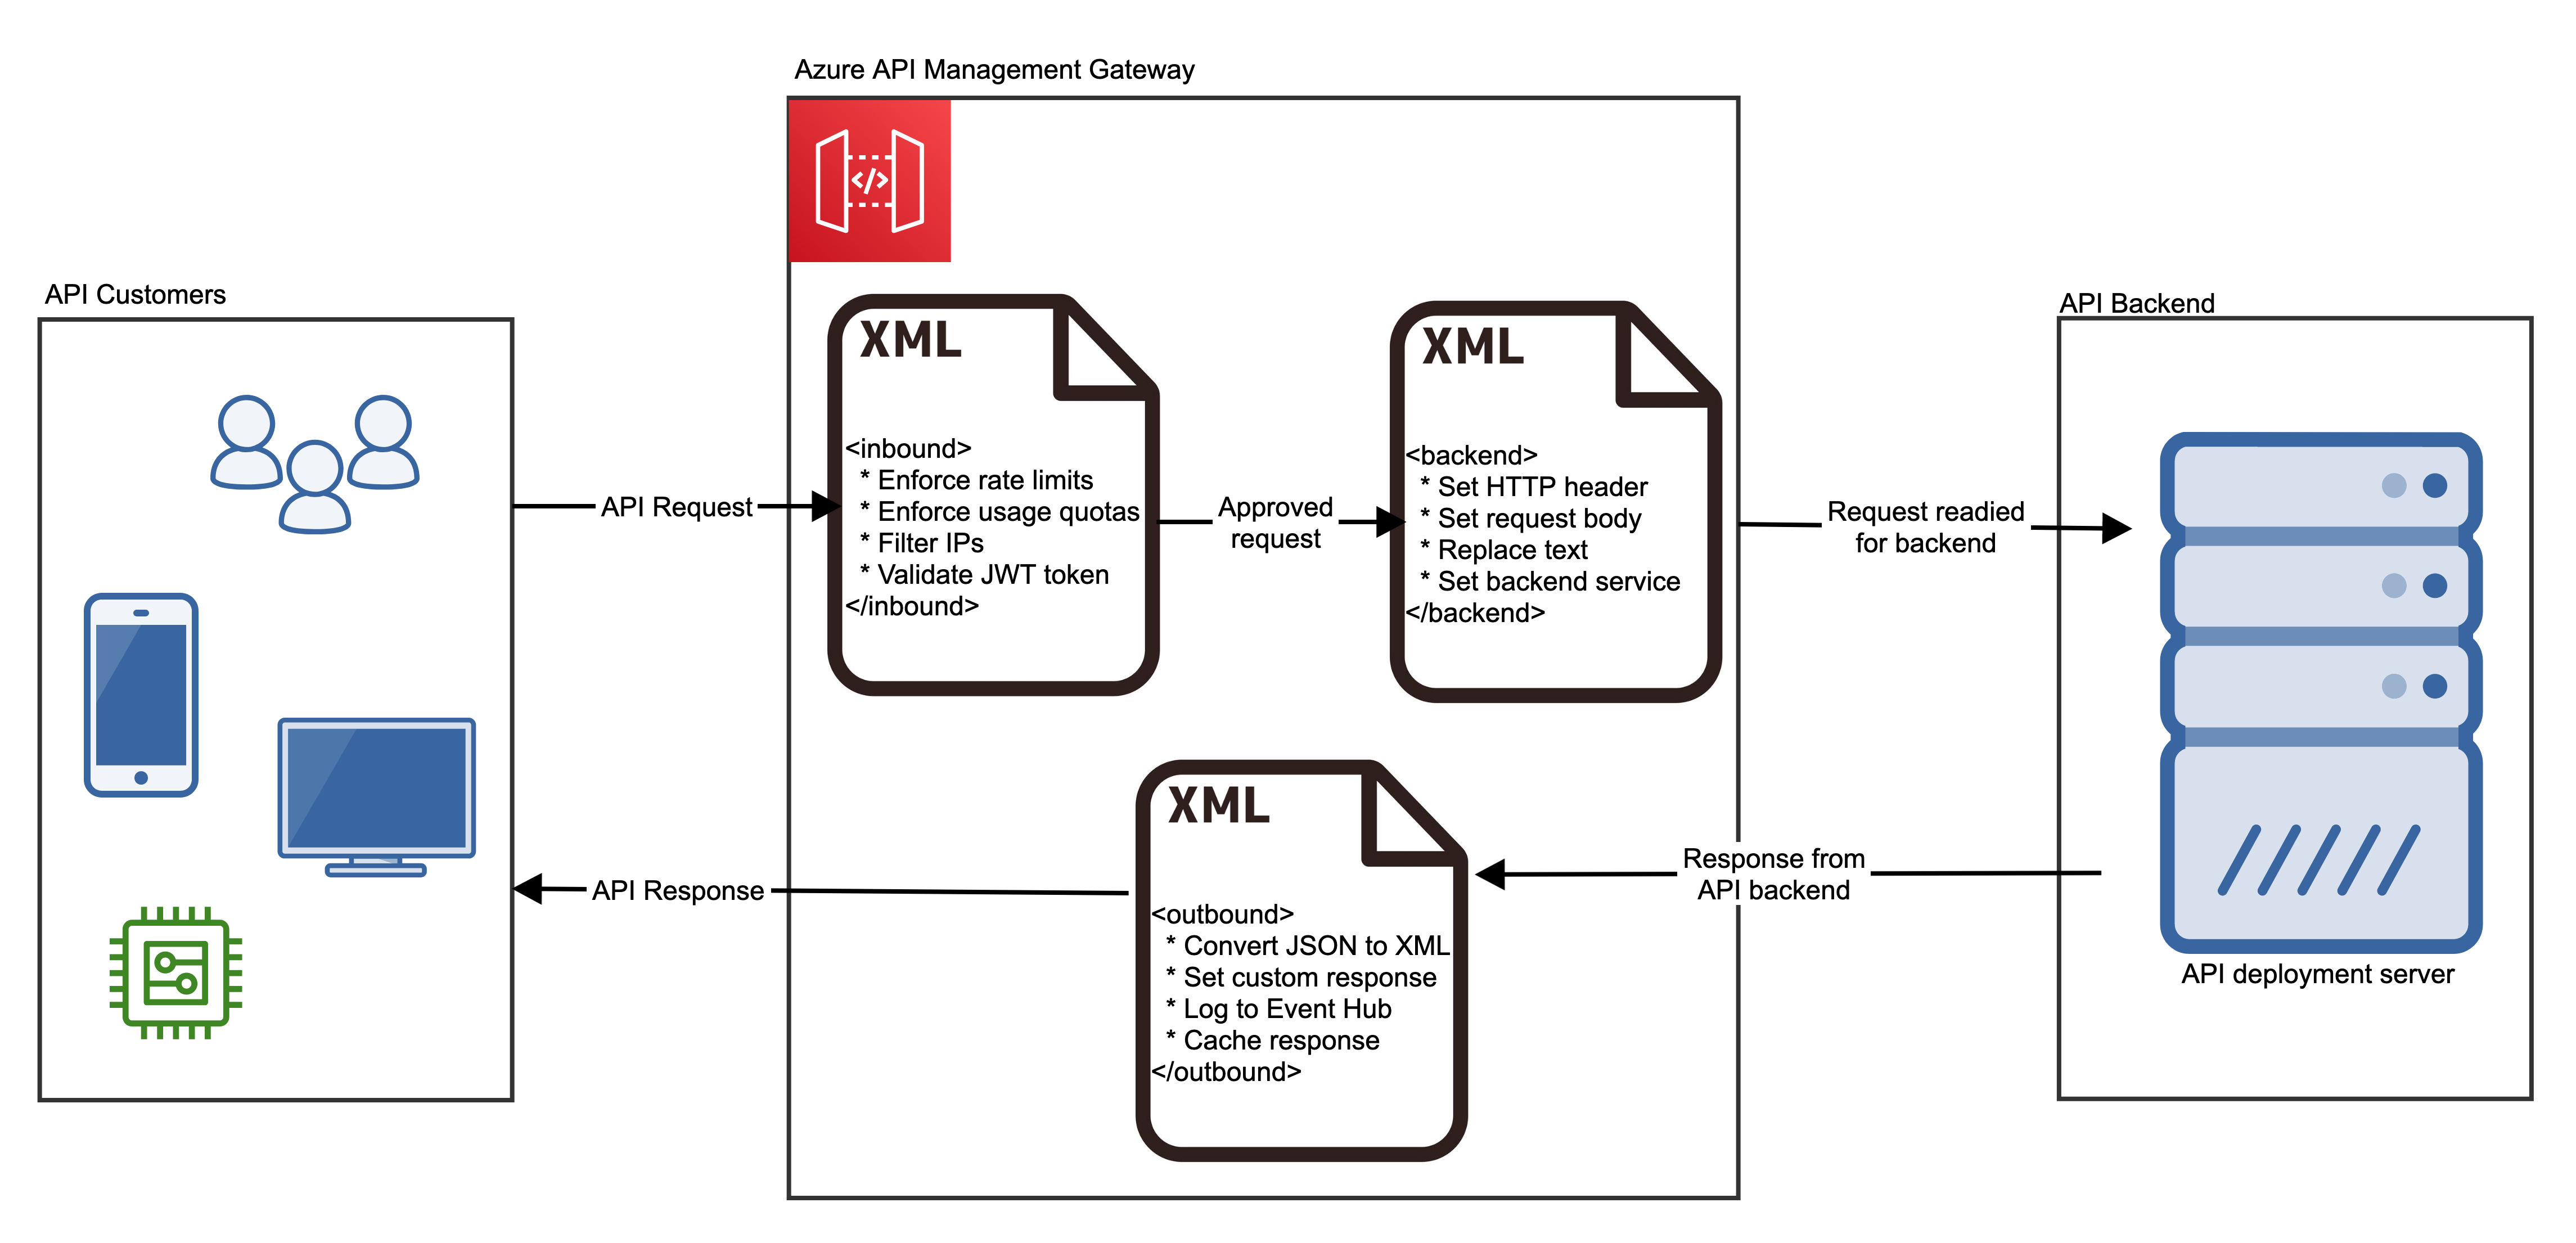 Azure API Management Gateway
API Customers
API Backend
XML
<inbound>
* Enforce rate limits
* Enforce usage quotas
* Filter IPs
* Validate JWT token
</inbound>
XML
<backend>
* Set HTTP header
* Set request body
* Replace text
* Set backend service
</backend>
API Request
Approved
request
Request readied
for backend
</>
XML
<outbound>
* Convert JSON to XML
* Set custom response
* Log to Event Hub
* Cache response
</outbound>
Response from
API backend
API Response
API deployment server